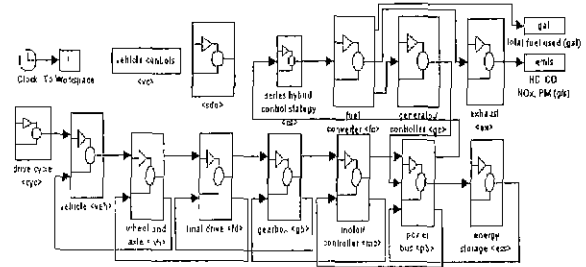 gal
total fuel used (gal)
emis
HC, CO
NOx, PM (g/s)
vehicle controls
<vc>
<sdo>
Clock
To Workspace
series hybrid
control stategy
<cs>
fuel
converter <fc>
generator/
controller <gc>
exhaust
<ex>
drive cycle
<cyc>
vehicle <veh>
wheel and
axle <wh>
final drive <fd>
gearbox <gb>
motor/
controller <mc>
power
bus <pb>
energy
storage <ess>